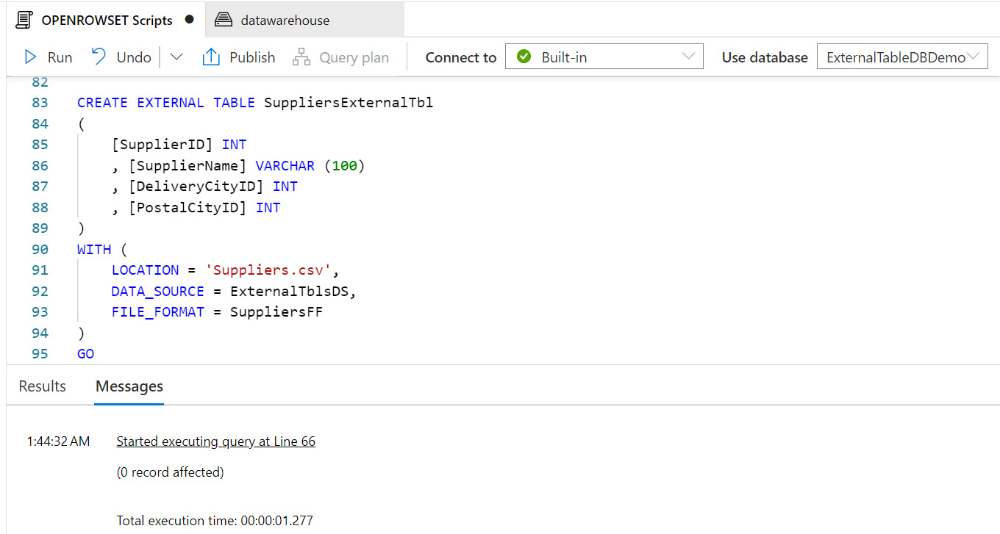 OPENROWSET Scripts ● datawarehouse
Run Undo Publish Query plan Connect to Built-in Use database ExternalTableDBDemo
82
83 CREATE EXTERNAL TABLE SuppliersExternalTbl
84 (
85 [SupplierID] INT
86 , [SupplierName] VARCHAR (100)
87 , [DeliveryCityID] INT
88 , [PostalCityID] INT
89 )
90 WITH (
91 LOCATION = 'Suppliers.csv',
92 DATA_SOURCE = ExternalTblsDS,
93 FILE_FORMAT = SuppliersFF
94 )
95 GO
Results Messages
1:44:32 AM Started executing query at Line 66
(0 record affected)
Total execution time: 00:00:01.277